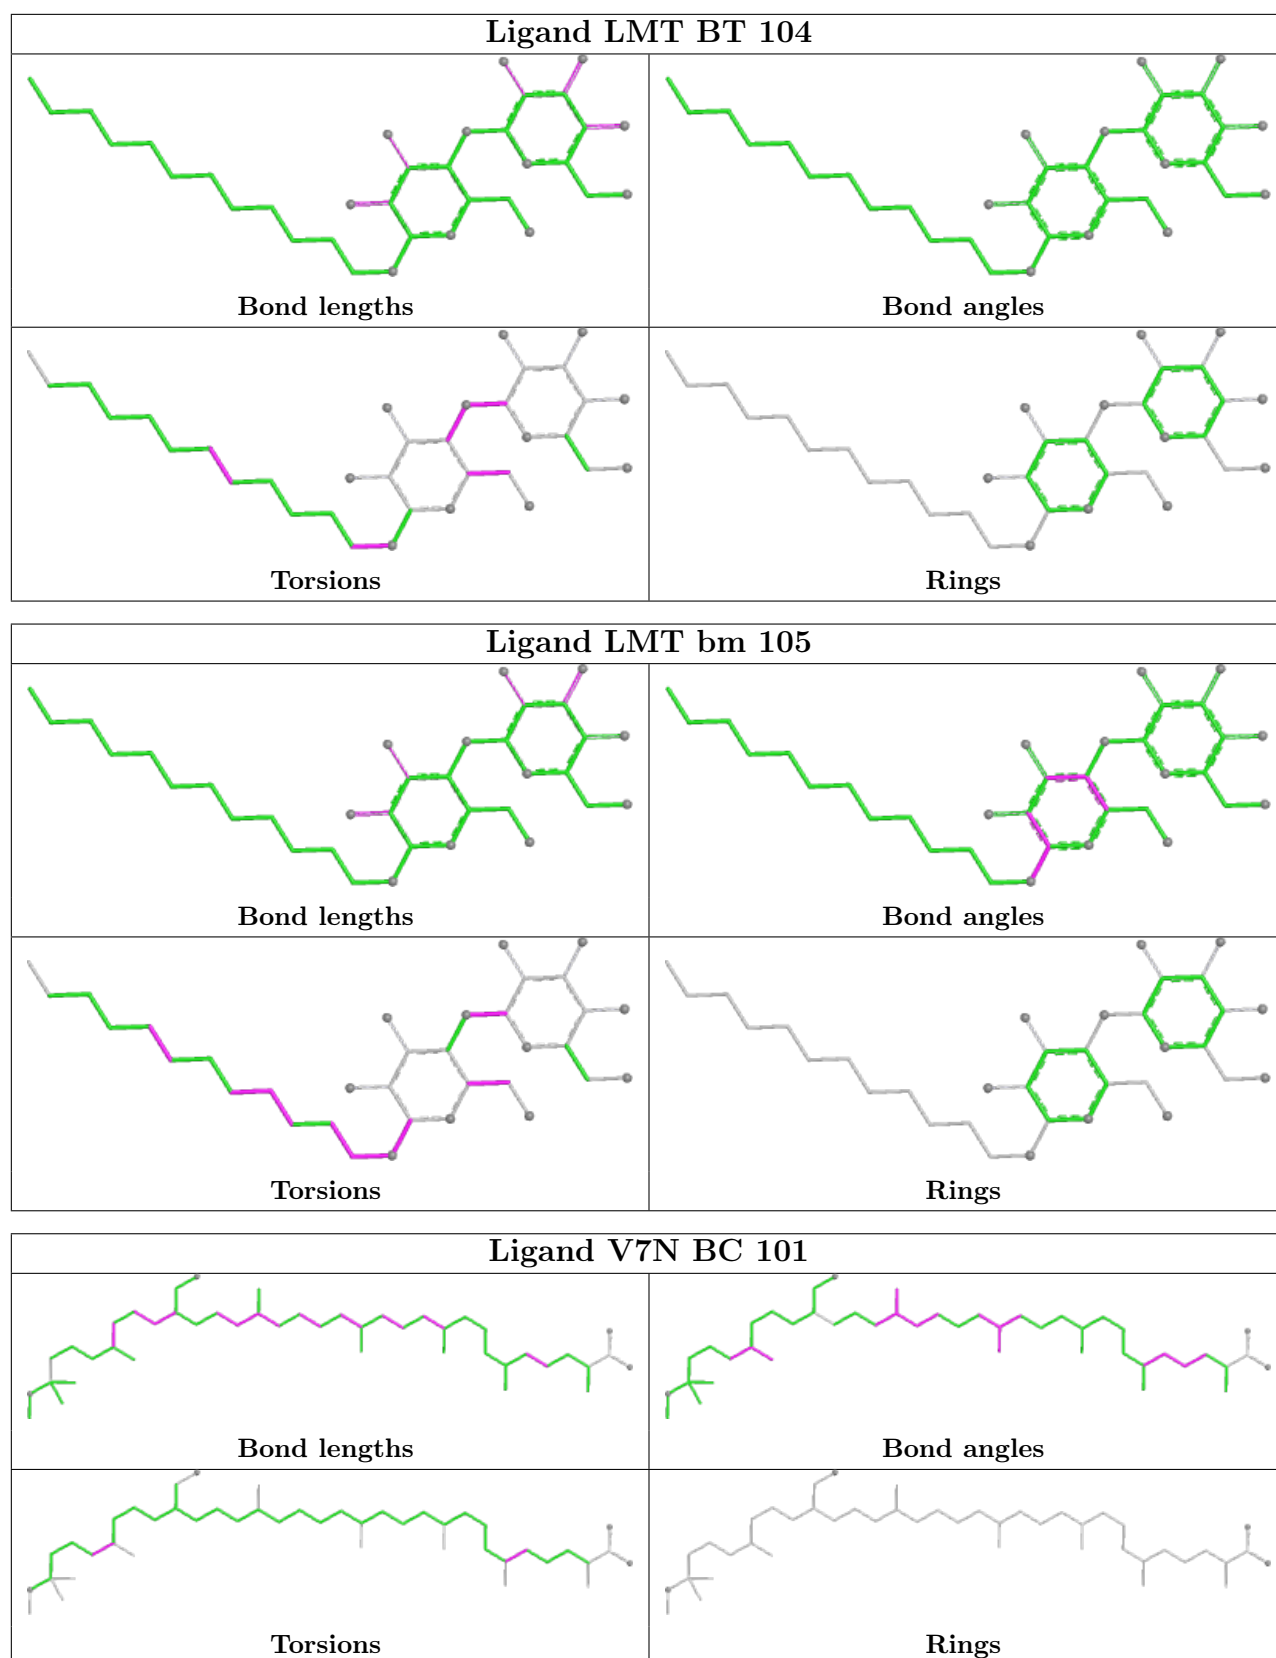 Ligand LMT BT 104
Bond lengths
Bond angles
Torsions
Rings
Ligand LMT bm 105
Bond lengths
Bond angles
Torsions
Rings
Ligand V7N BC 101
Bond lengths
Bond angles
Torsions
Rings